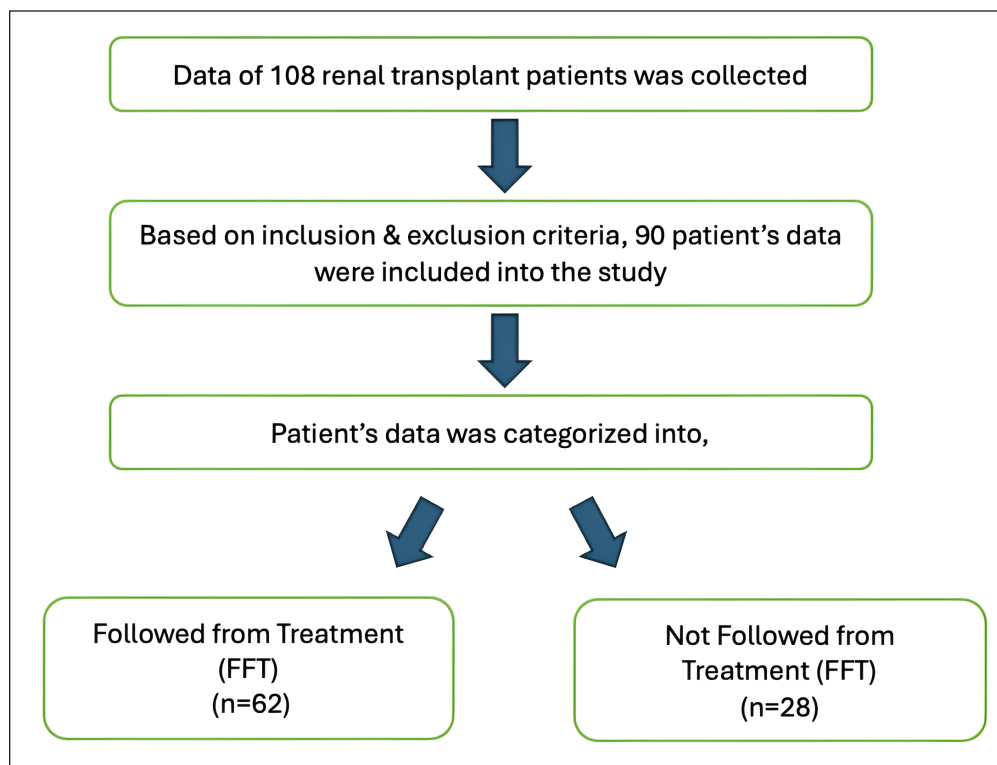 Data of 108 renal transplant patients was collected
Based on inclusion & exclusion criteria, 90 patient’s data
were included into the study
Patient’s data was categorized into,
Followed from Treatment
(FFT)
(n=62)
Not Followed from
Treatment (FFT)
(n=28)